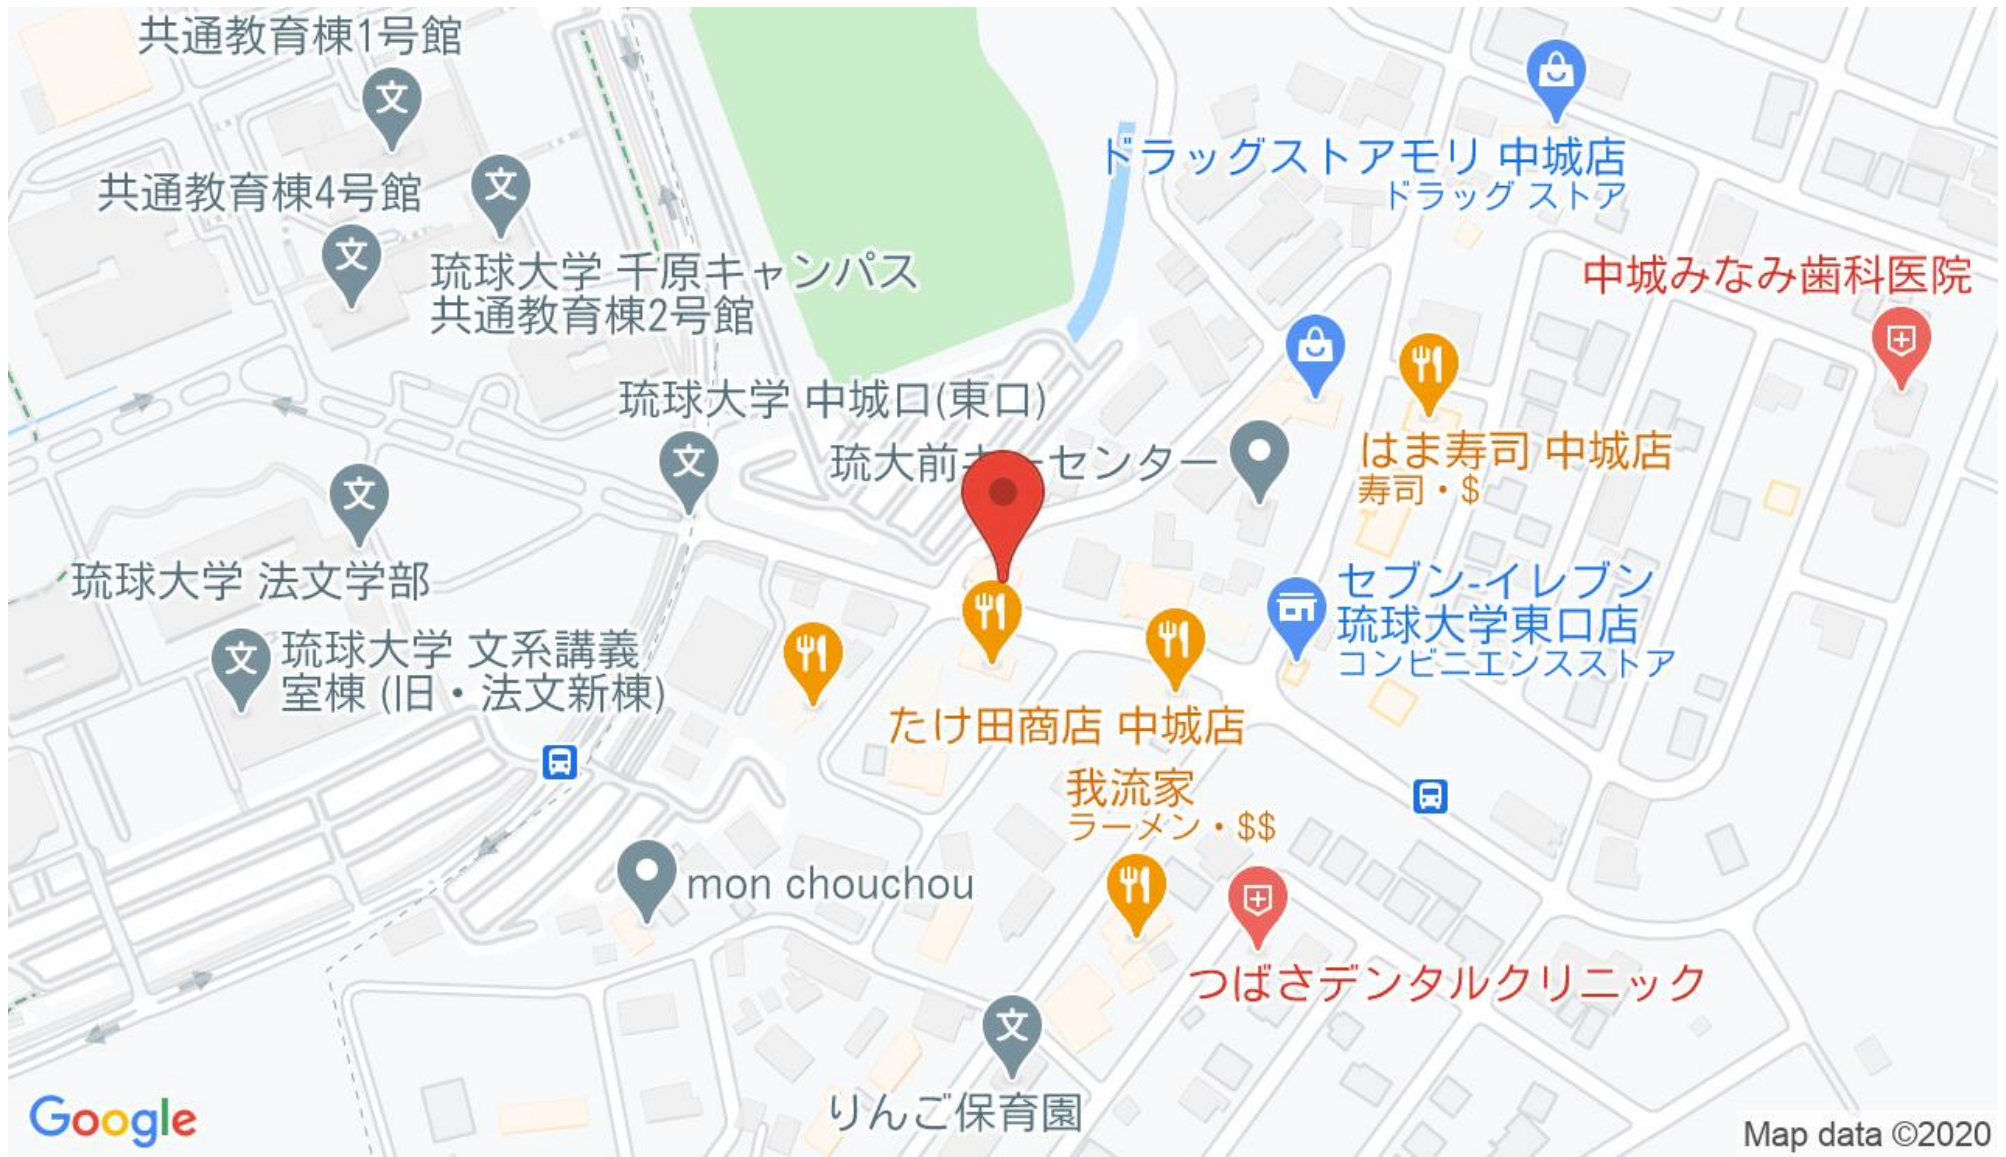 共通教育棟1号館
共通教育棟4号館
琉球大学 千原キャンパス
共通教育棟2号館
ドラッグストアモリ 中城店
ドラッグ ストア
中城みなみ歯科医院
琉球大学 中城口(東口)
琉大前キーセンター
はま寿司 中城店
寿司・$
琉球大学 法文学部
セブン-イレブン
琉球大学東口店
コンビニエンスストア
琉球大学 文系講義
室棟 (旧・法文新棟)
たけ田商店 中城店
我流家
ラーメン・$$
mon chouchou
つばさデンタルクリニック
りんご保育園
Google
Map data ©2020